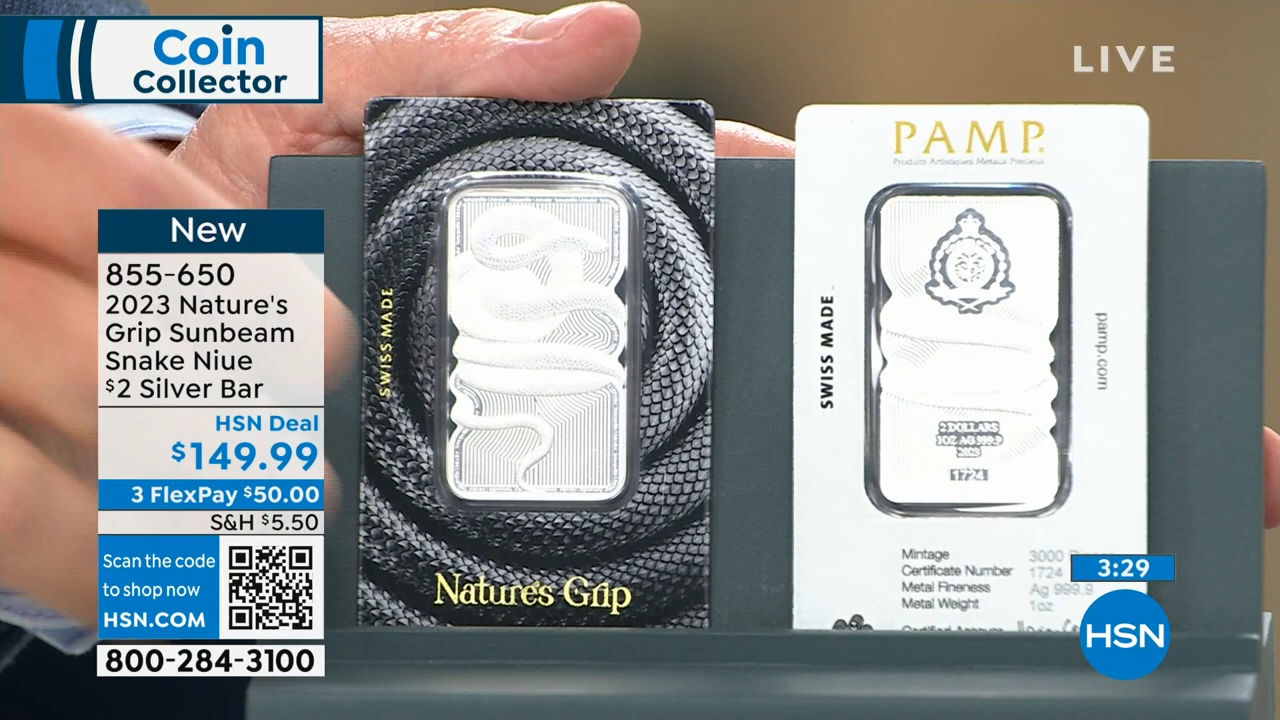 Coin
Collector
LIVE
New
855-650
2023 Nature's
Grip Sunbeam
Snake Niue
$2 Silver Bar
HSN Deal
$149.99
3 FlexPay $50.00
S&H $5.50
Scan the code
to shop now
HSN.COM
800-284-3100
SWISS MADE
Nature's Grip
PAMP.
Produits Artistiques Métaux Précieux
SWISS MADE
pamp.com
2 DOLLARS
1OZ AG 999.9
2023
1724
Mintage 3000
Certificate Number 1724
Metal Fineness Ag 999.9
Metal Weight 1oz
3:29
HSN